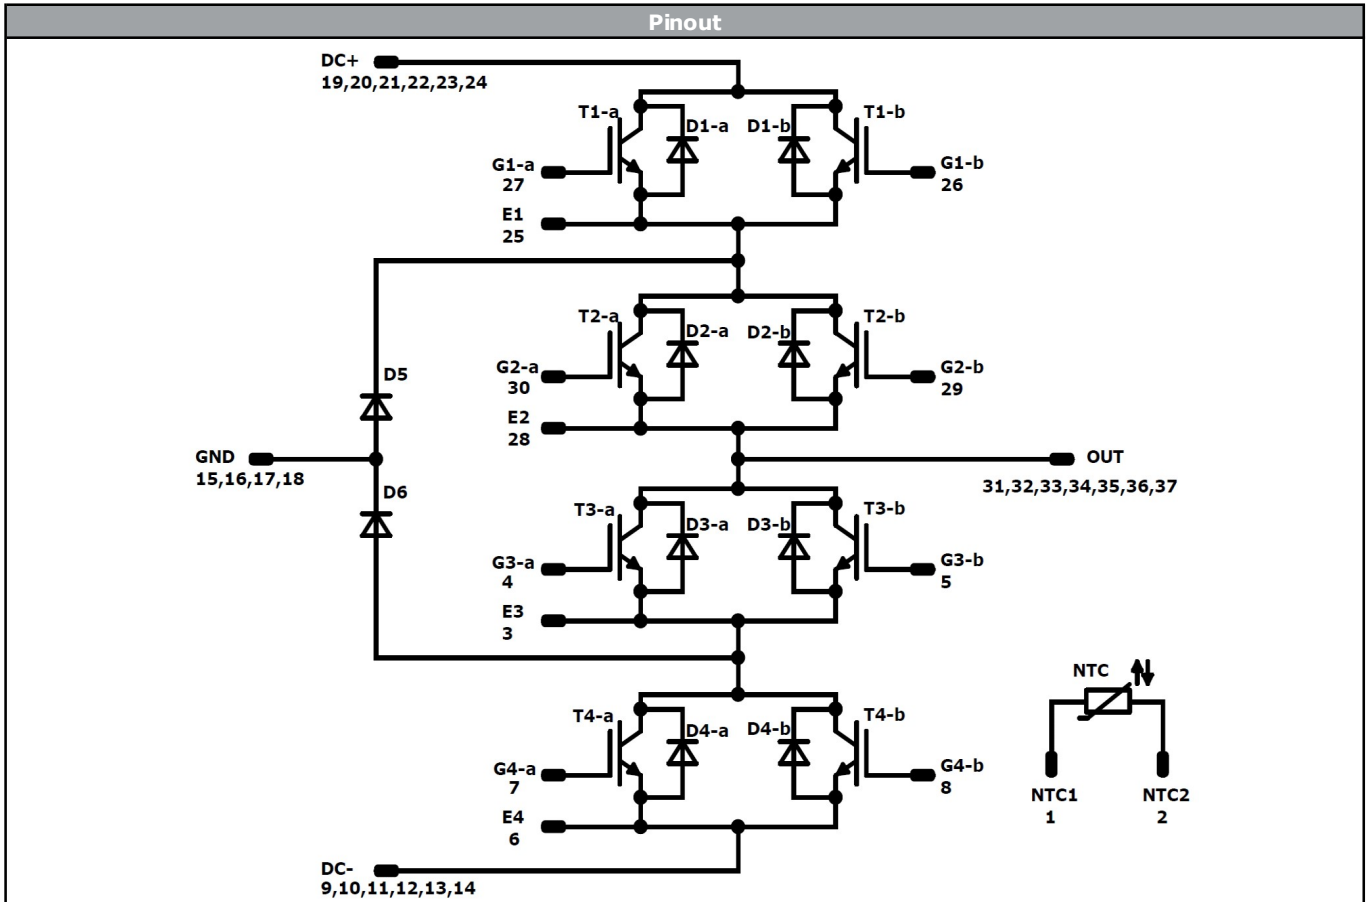 Pinout
DC+
19,20,21,22,23,24
T1-a
D1-a
D1-b
T1-b
G1-a
27
G1-b
26
E1
25
T2-a
D2-a
D2-b
T2-b
G2-a
30
G2-b
29
E2
28
D5
GND
15,16,17,18
OUT
31,32,33,34,35,36,37
D6
T3-a
D3-a
D3-b
T3-b
G3-a
4
G3-b
5
E3
3
T4-a
D4-a
D4-b
T4-b
G4-a
7
G4-b
8
E4
6
NTC
NTC1
1
NTC2
2
DC-
9,10,11,12,13,14